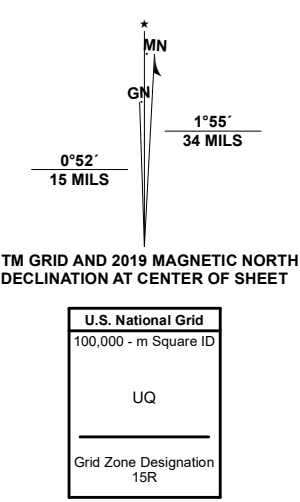 ★
MN
GN
1°55´
34 MILS
0°52´
15 MILS
TM GRID AND 2019 MAGNETIC NORTH
DECLINATION AT CENTER OF SHEET
U.S. National Grid
100,000 - m Square ID
UQ
Grid Zone Designation
15R